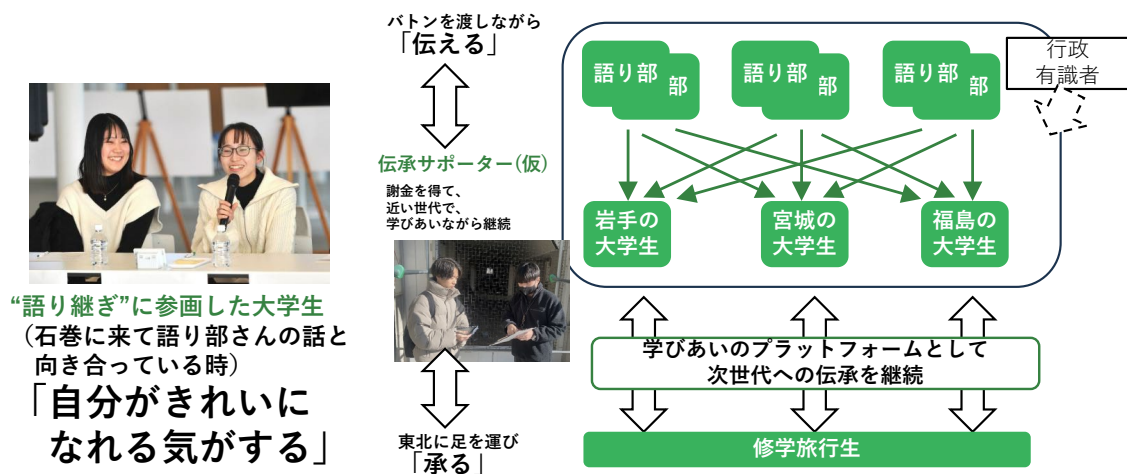 “語り継ぎ”に参画した大学生
（石巻に来て語り部さんの話と
向き合っている時）
「自分がきれいに
なれる気がする」
バトンを渡しながら
「伝える」
伝承サポーター(仮)
謝金を得て、
近い世代で、
学びあいながら継続
東北に足を運び
「承る」
語り部
部
語り部
部
語り部
部
行政
有識者
岩手の
大学生
宮城の
大学生
福島の
大学生
学びあいのプラットフォームとして
次世代への伝承を継続
修学旅行生